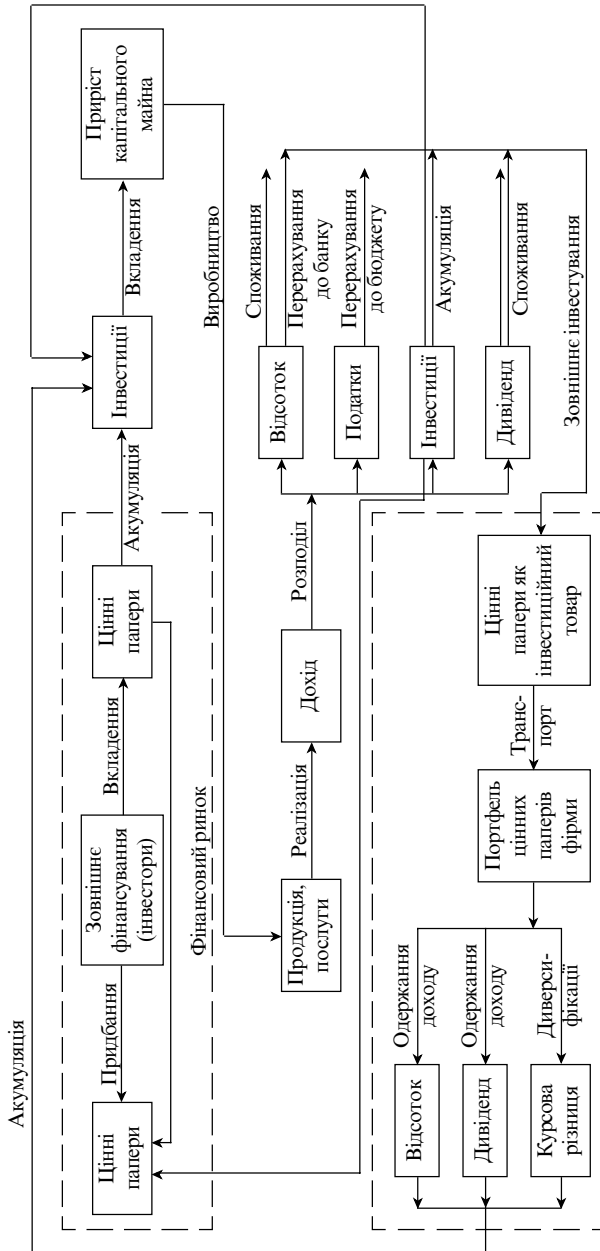 Акумуляція
Цінні
папери
Придбання
Зовнішнє
фінансування
(інвестори)
Вкладення
Цінні
папери
Акумуляція
Інвестиції
Вкладення
Приріст
капітального
майна
Фінансовий ринок
Виробництво
Продукція,
послуги
Реалізація
Дохід
Розподіл
Відсоток
Споживання
Перерахування
до банку
Податки
Перерахування
до бюджету
Інвестиції
Акумуляція
Дивіденд
Споживання
Зовнішнє інвестування
Відсоток
Одержання
доходу
Дивіденд
Одержання
доходу
Курсова
різниця
Диверси-
фікації
Портфель
цінних
паперів
фірми
Транс-
порт
Цінні
папери як
інвестиційний
товар